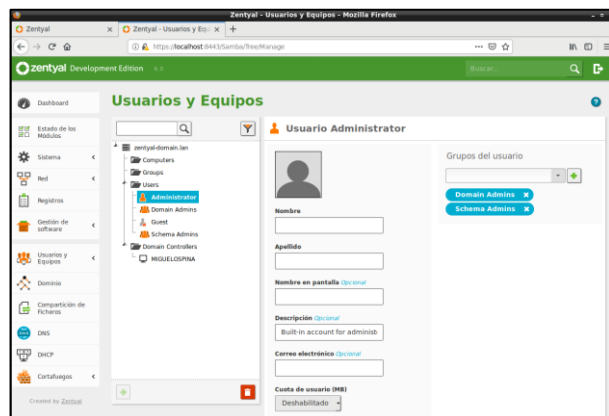 Zentyal - Usuarios y Equipos - Mozilla Firefox
Zentyal
Zentyal - Usuarios y Equ
https://localhost:8443/Samba/Tree/Manage
zentyal Development Edition 6.0
Buscar...
Dashboard
Estado de los
Módulos
Sistema
Red
Registros
Gestión de
software
Usuarios y
Equipos
Dominio
Compartición de
Ficheros
DNS
DHCP
Cortafuegos
Created by Zentyal
Usuarios y Equipos
zentyal-domain.lan
Computers
Groups
Users
Administrator
Domain Admins
Guest
Schema Admins
Domain Controllers
MIGUELOSPINA
Usuario Administrator
Nombre
Apellido
Nombre en pantalla Opcional
Descripción Opcional
Built-in account for administ
Correo electrónico Opcional
Cuota de usuario (MB)
Deshabilitado
Grupos del usuario
Domain Admins x
Schema Admins x